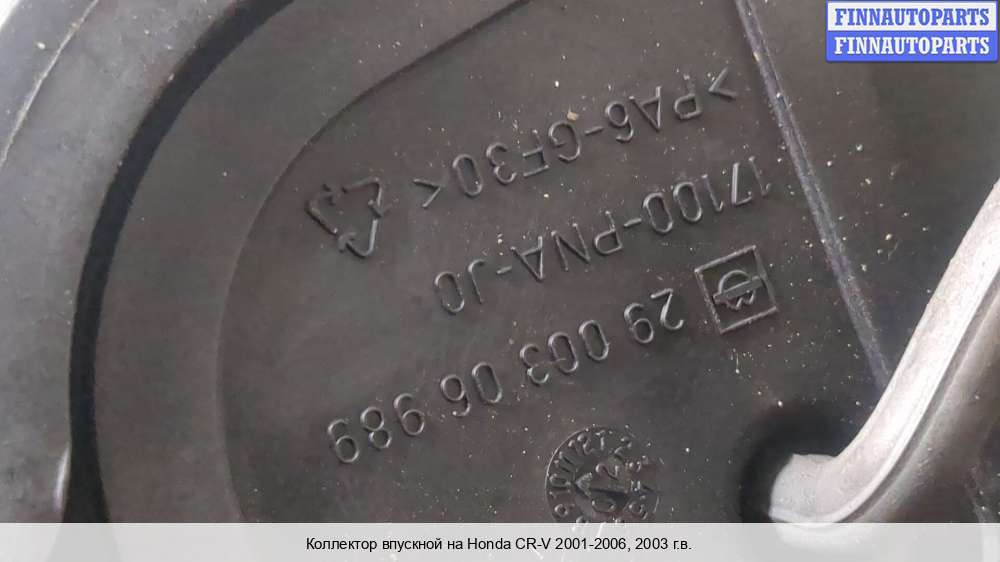 FINNAUTOPARTS
FINNAUTOPARTS
>PA6-GF30<
17100-PNA-J0
29 003 06 989
Коллектор впускной на Honda CR-V 2001-2006, 2003 г.в.